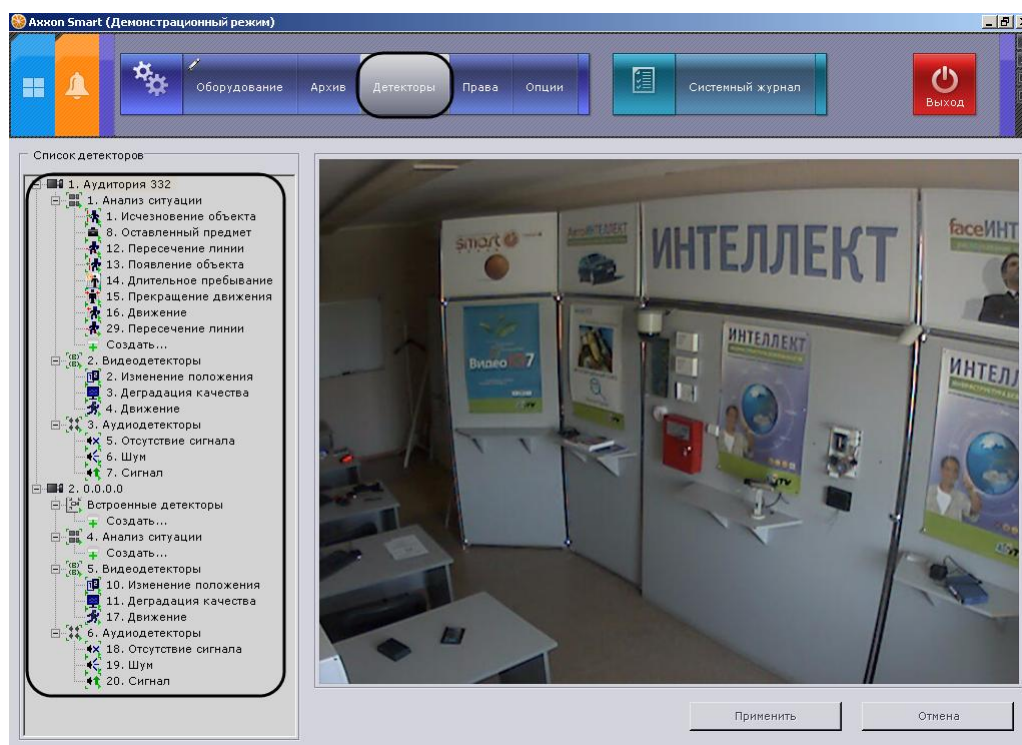 Axxon Smart (Демонстрационный режим)
Оборудование Архив Детекторы Права Опции Системный журнал Выход
Список детекторов
1. Аудитория 332
1. Анализ ситуации
1. Исчезновение объекта
8. Оставленный предмет
12. Пересечение линии
13. Появление объекта
14. Длительное пребывание
15. Прекращение движения
16. Движение
29. Пересечение линии
Создать...
2. Видеодетекторы
2. Изменение положения
3. Деградация качества
4. Движение
3. Аудиодетекторы
5. Отсутствие сигнала
6. Шум
7. Сигнал
2. 0.0.0.0
Встроенные детекторы
Создать...
4. Анализ ситуации
Создать...
5. Видеодетекторы
10. Изменение положения
11. Деградация качества
17. Движение
6. Аудиодетекторы
18. Отсутствие сигнала
19. Шум
20. Сигнал
smart
ИНТЕЛЛЕКТ
faceИНТ
ИНТЕЛЛЕКТ
ИНТЕЛ
Применить Отмена